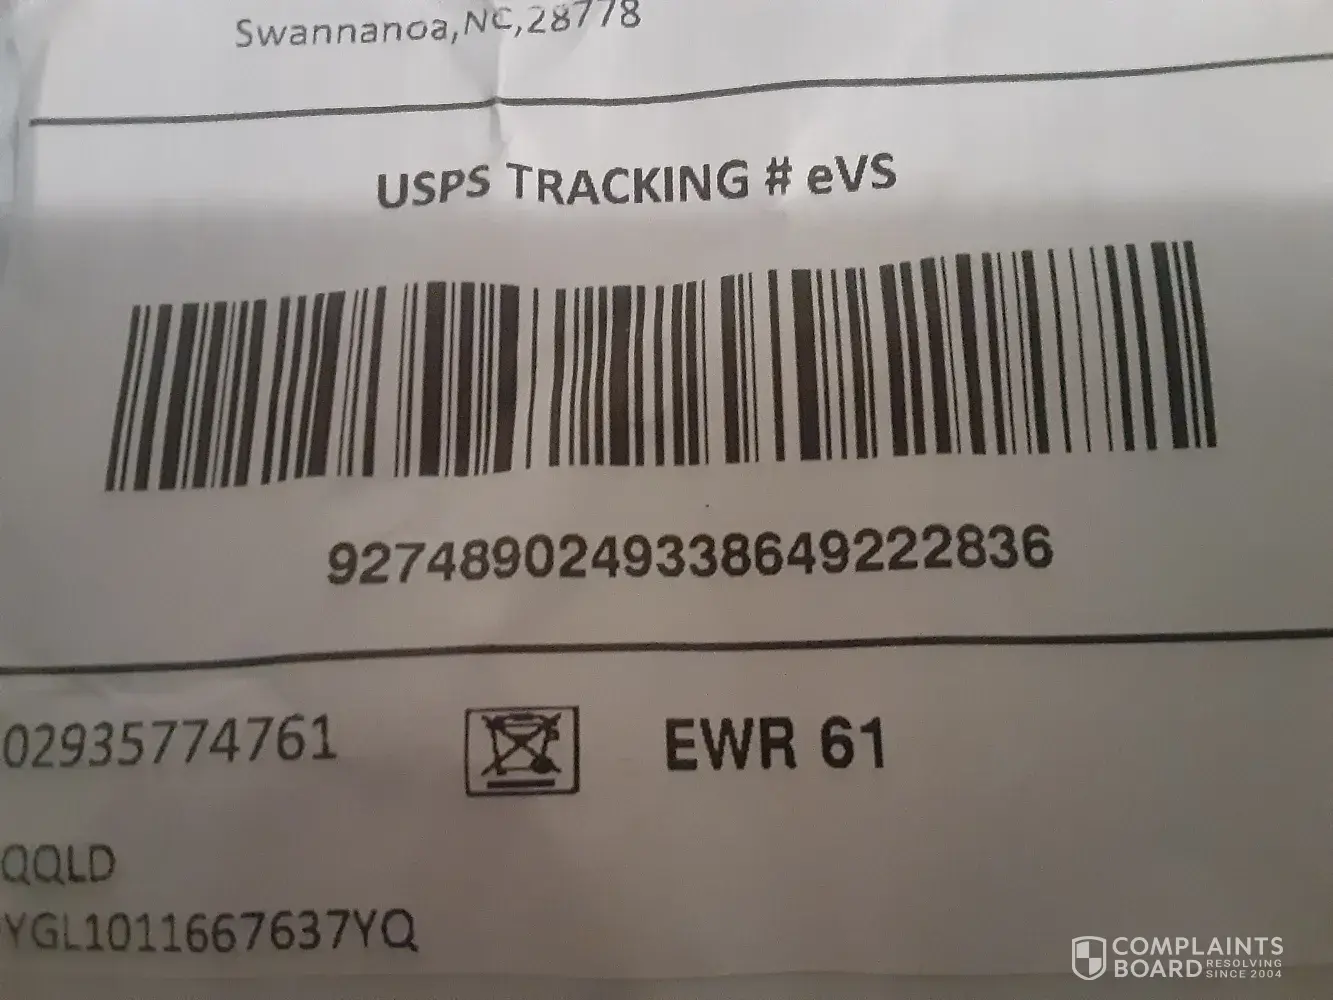 Swannanoa,NC,28778
USPS TRACKING # eVS
9274890249338649222836
02935774761
EWR 61
QQLD
YGL1011667637YQ
COMPLAINTS
BOARD RESOLVING
SINCE 2004